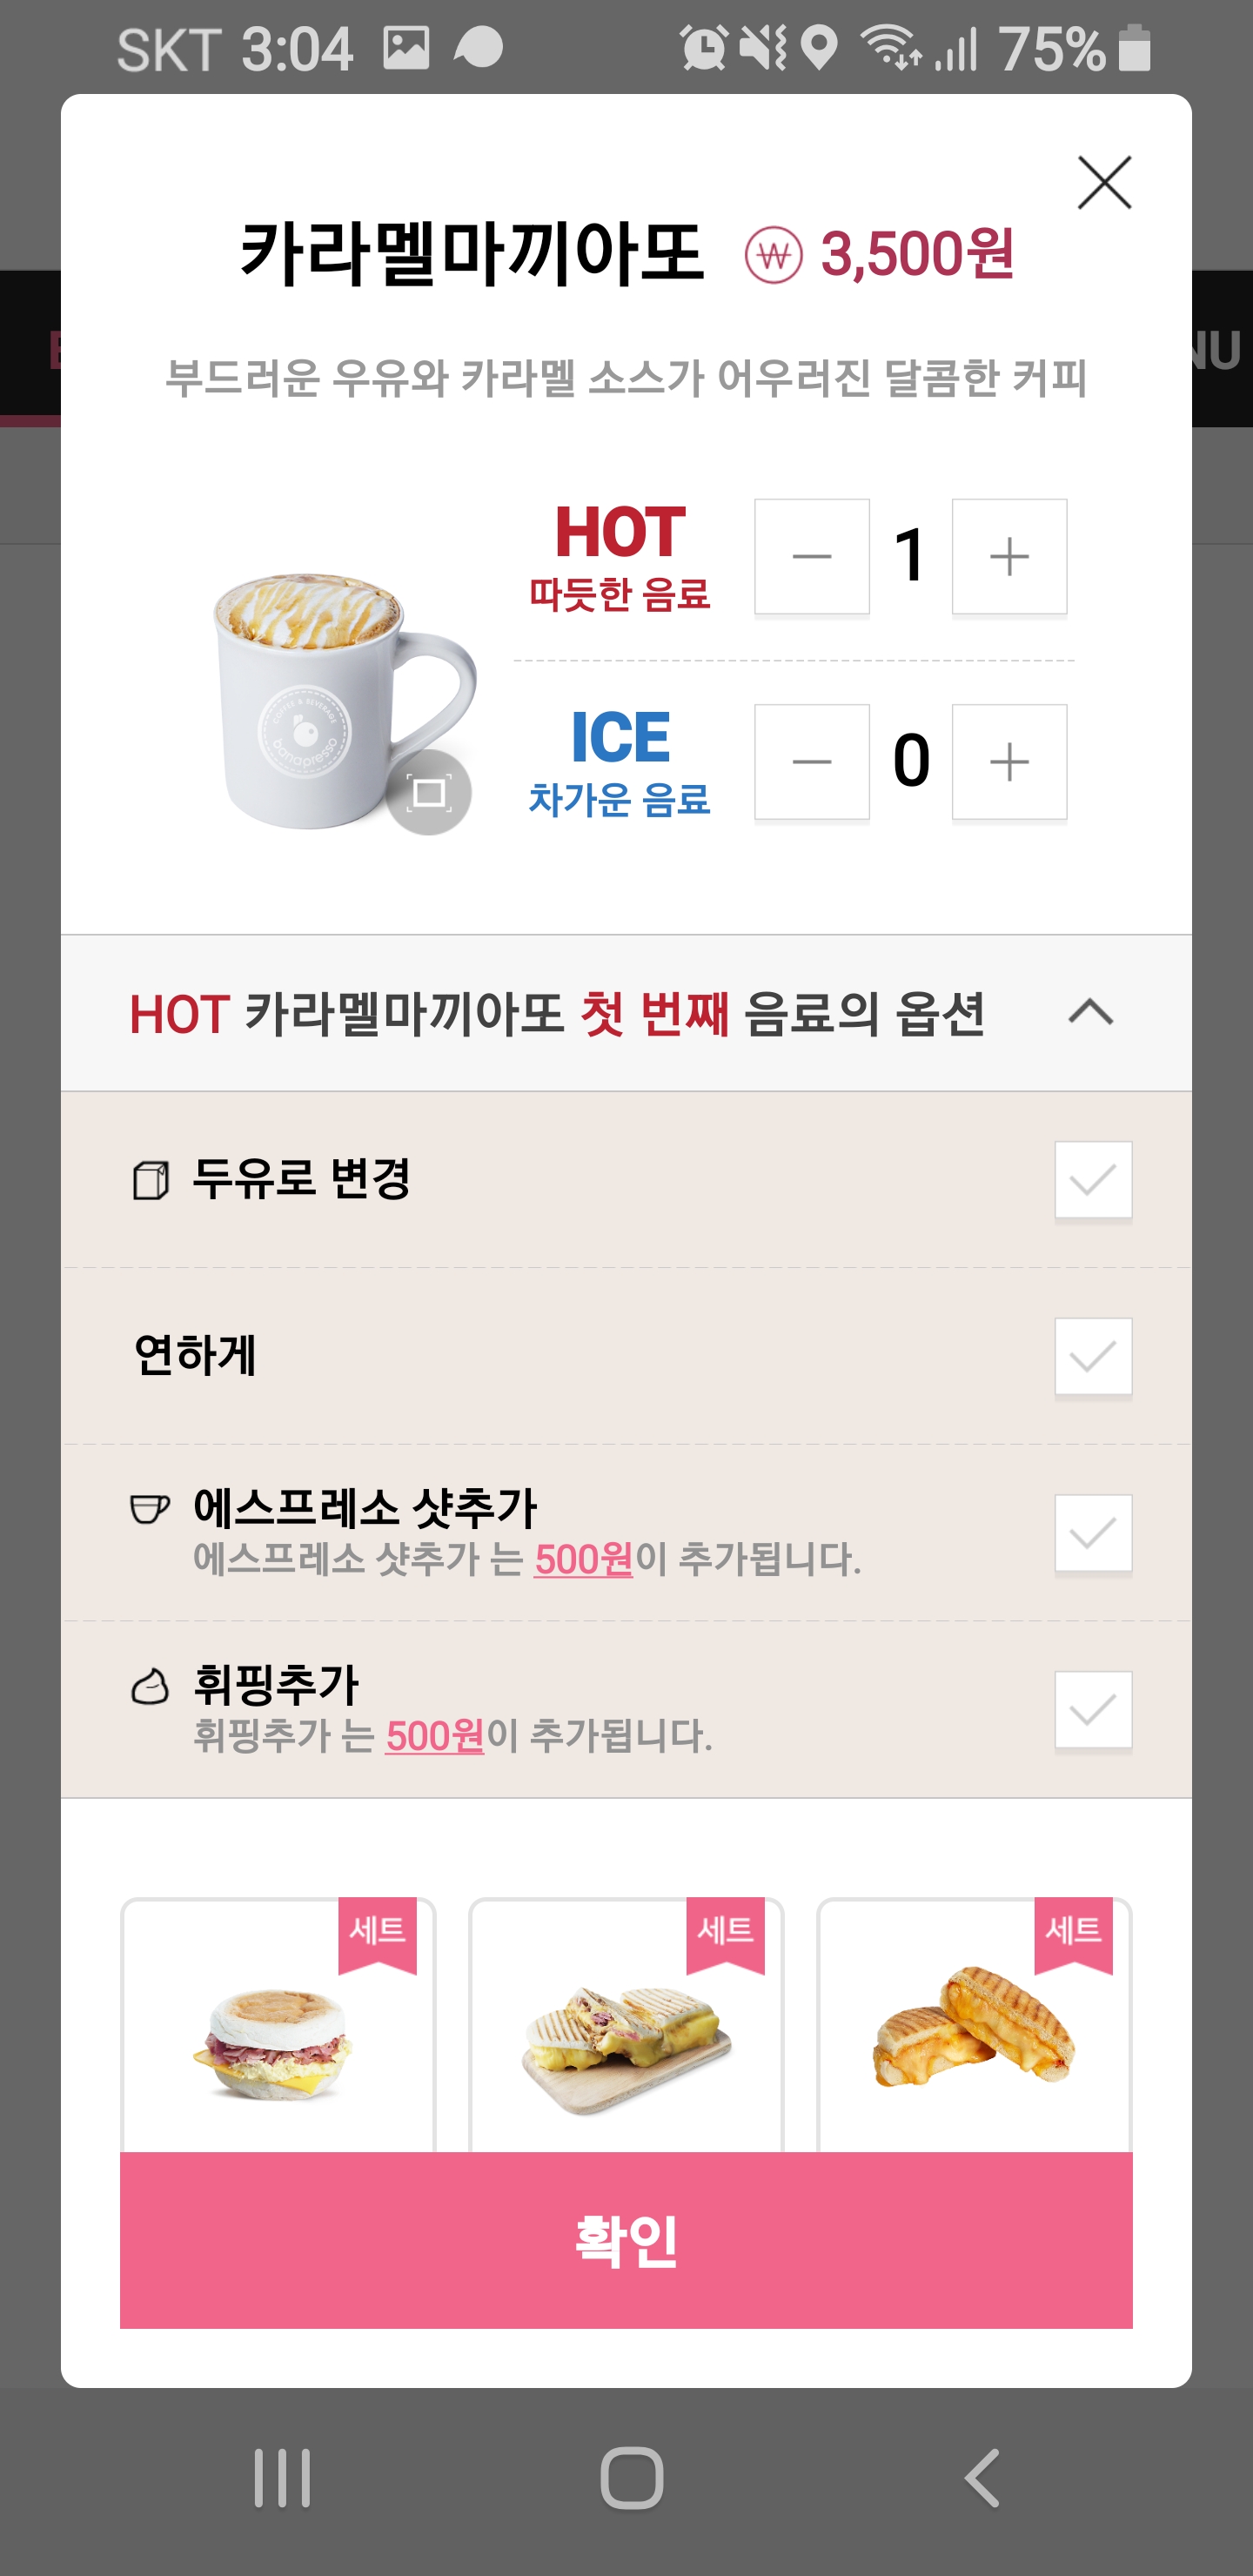 SKT 3:04 75%
카라멜마끼아또 ₩ 3,500원
NU
부드러운 우유와 카라멜 소스가 어우러진 달콤한 커피
HOT
따듯한 음료
1
COFFEE & BEVERAGE
banapresso
ICE
차가운 음료
0
HOT 카라멜마끼아또 첫 번째 음료의 옵션
두유로 변경
연하게
에스프레소 샷추가
에스프레소 샷추가 는 500원이 추가됩니다.
휘핑추가
휘핑추가 는 500원이 추가됩니다.
세트 세트 세트
확인